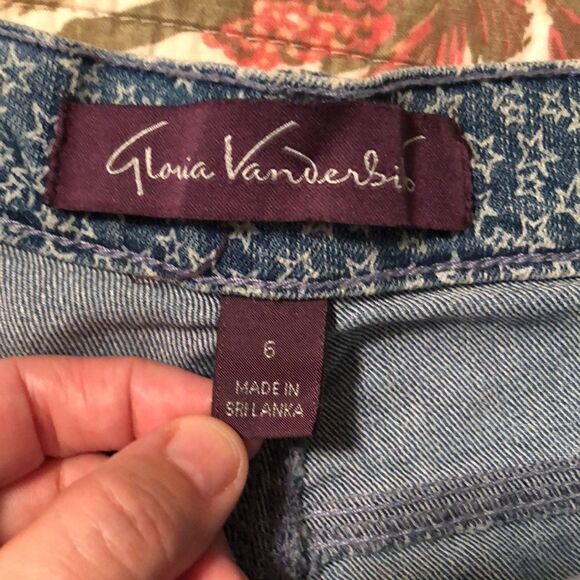 Gloria Vanderbilt
6
MADE IN
SRI LANKA